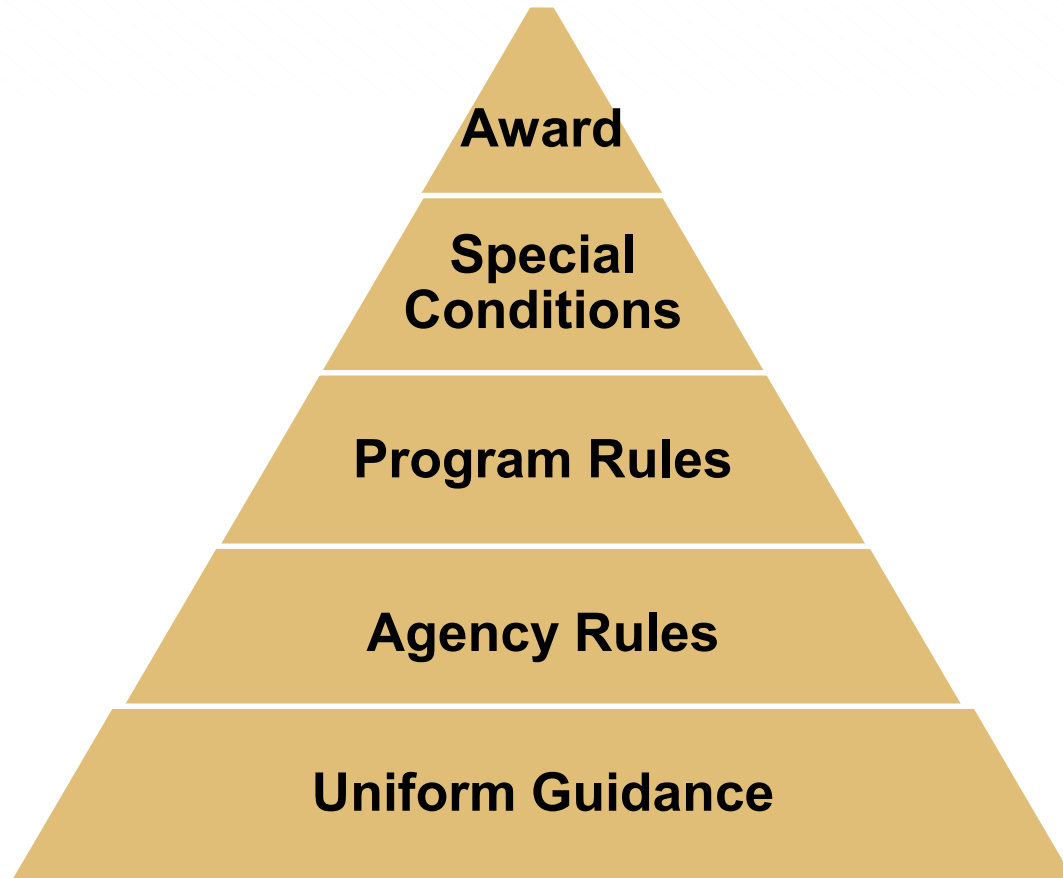 Award
Special
Conditions
Program Rules
Agency Rules
Uniform Guidance